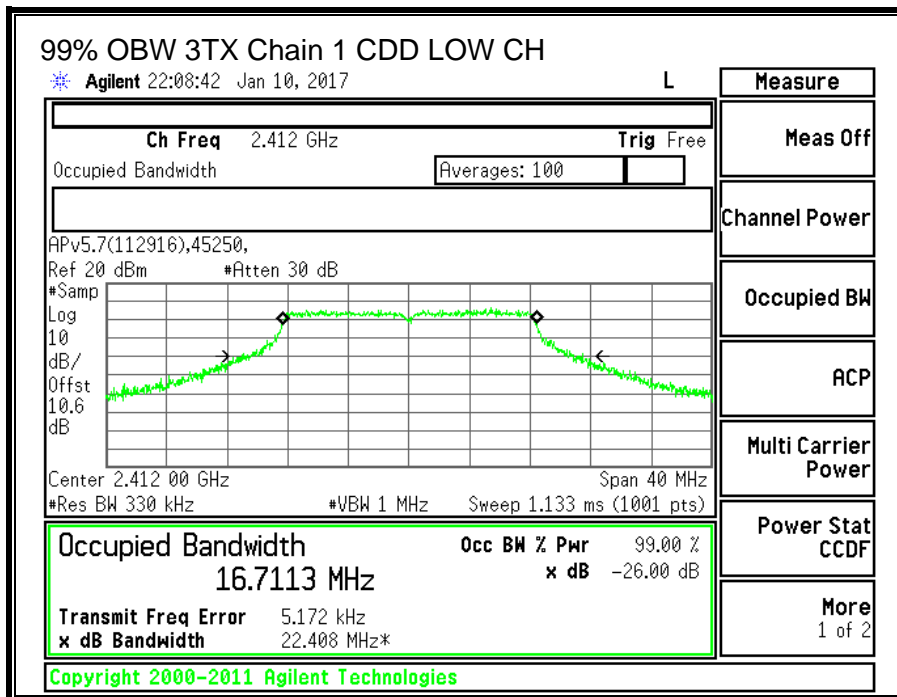 99% OBW 3TX Chain 1 CDD LOW CH
Agilent 22:08:42 Jan 10, 2017 L
Measure
Ch Freq 2.412 GHz Trig Free
Meas Off
Occupied Bandwidth Averages: 100
Channel Power
APv5.7(112916),45250,
Ref 20 dBm #Atten 30 dB
#Samp
Log
10
dB/
Offst
10.6
dB
Occupied BW
ACP
Center 2.412 00 GHz Span 40 MHz
#Res BW 330 kHz #VBW 1 MHz Sweep 1.133 ms (1001 pts)
Multi Carrier
Power
Occupied Bandwidth Occ BW % Pwr 99.00 %
16.7113 MHz x dB -26.00 dB
Transmit Freq Error 5.172 kHz
x dB Bandwidth 22.408 MHz*
Power Stat
CCDF
More
1 of 2
Copyright 2000-2011 Agilent Technologies